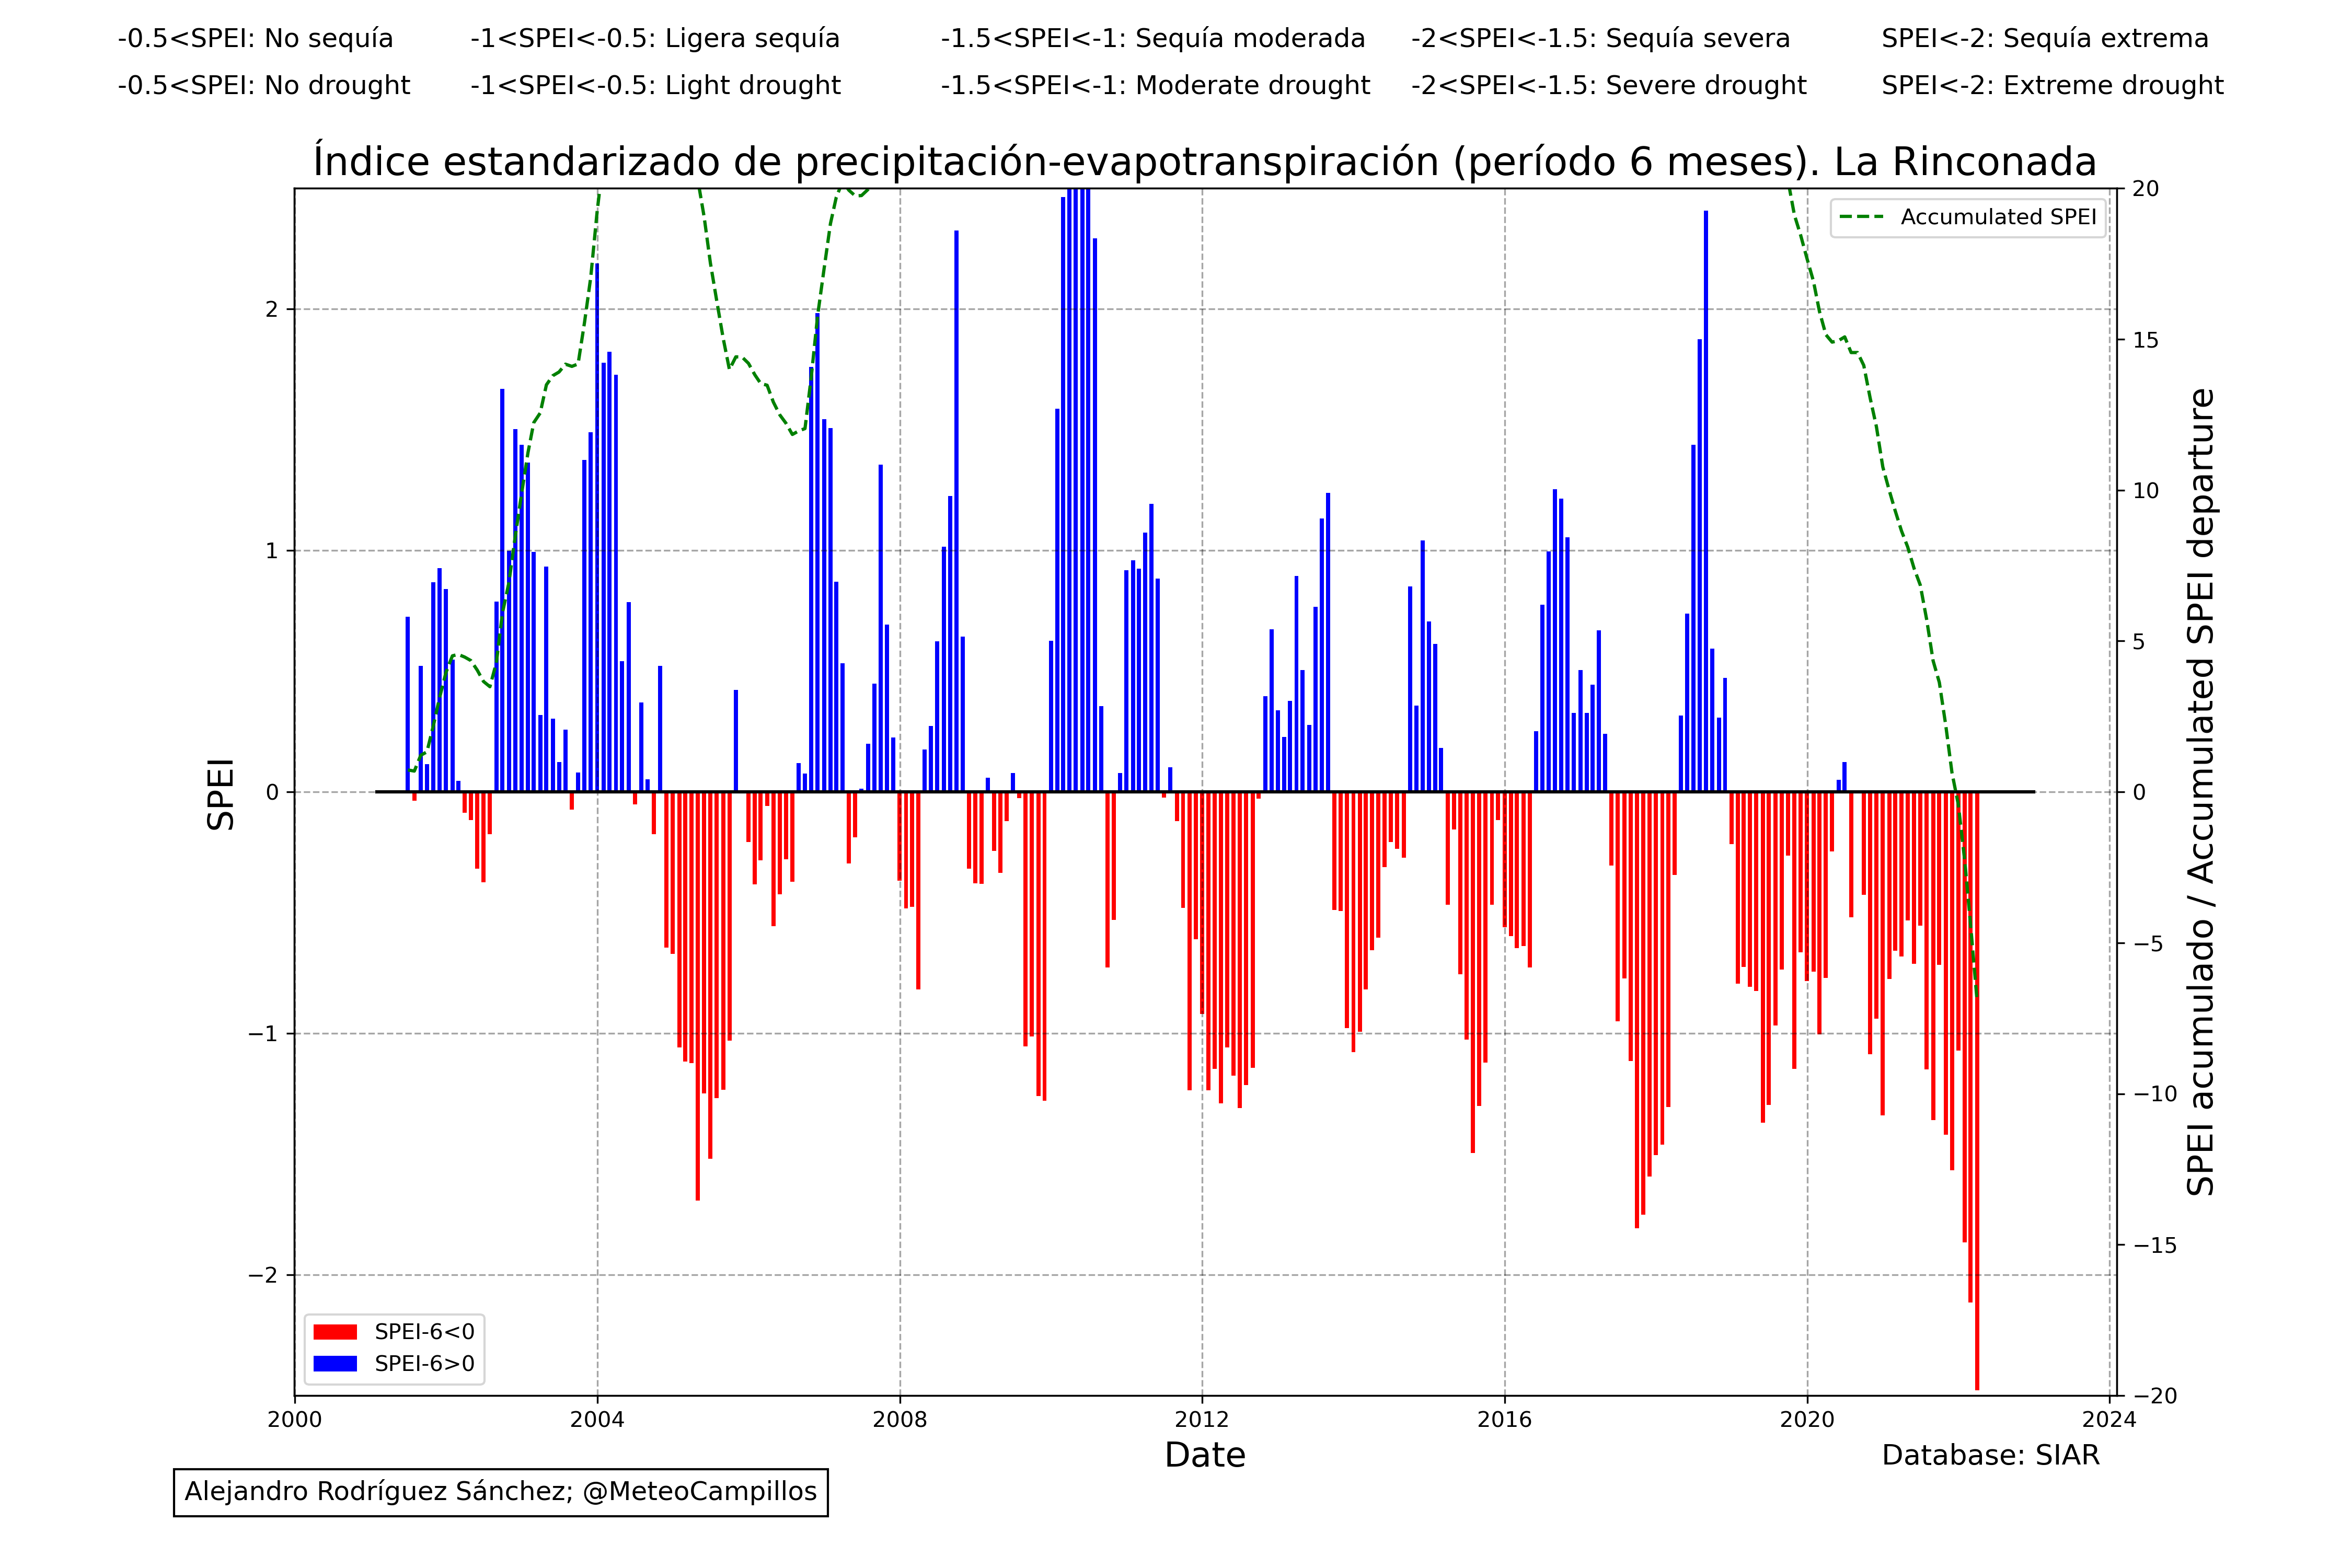 -0.5<SPEI: No sequía -1<SPEI<-0.5: Ligera sequía -1.5<SPEI<-1: Sequía moderada -2<SPEI<-1.5: Sequía severa SPEI<-2: Sequía extrema
-0.5<SPEI: No drought -1<SPEI<-0.5: Light drought -1.5<SPEI<-1: Moderate drought -2<SPEI<-1.5: Severe drought SPEI<-2: Extreme drought
Índice estandarizado de precipitación-evapotranspiración (período 6 meses). La Rinconada
Accumulated SPEI
SPEI
2
1
0
−1
−2
20
15
10
5
0
−5
−10
−15
−20
SPEI acumulado / Accumulated SPEI departure
SPEI-6<0
SPEI-6>0
2000 2004 2008 2012 2016 2020 2024
Date
Database: SIAR
Alejandro Rodríguez Sánchez; @MeteoCampillos